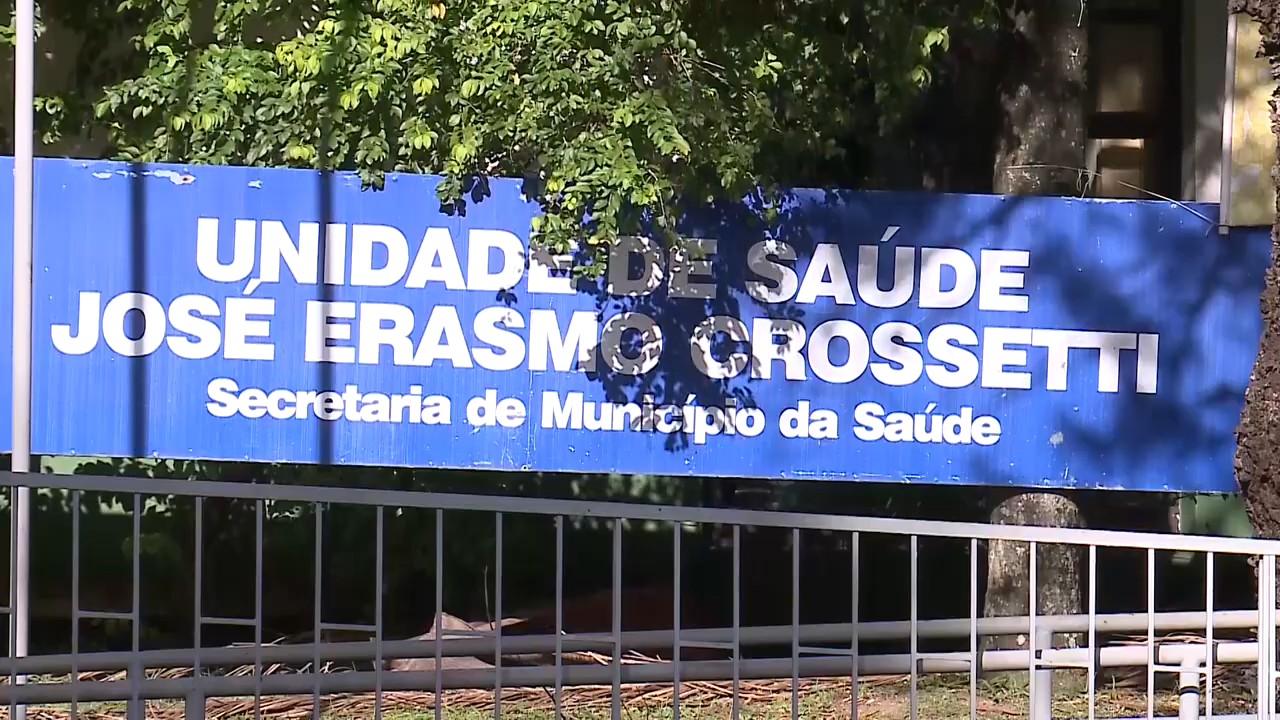 UNIDADE DE SAÚDE
JOSÉ ERASMO CROSSETTI
Secretaria de Município da Saúde